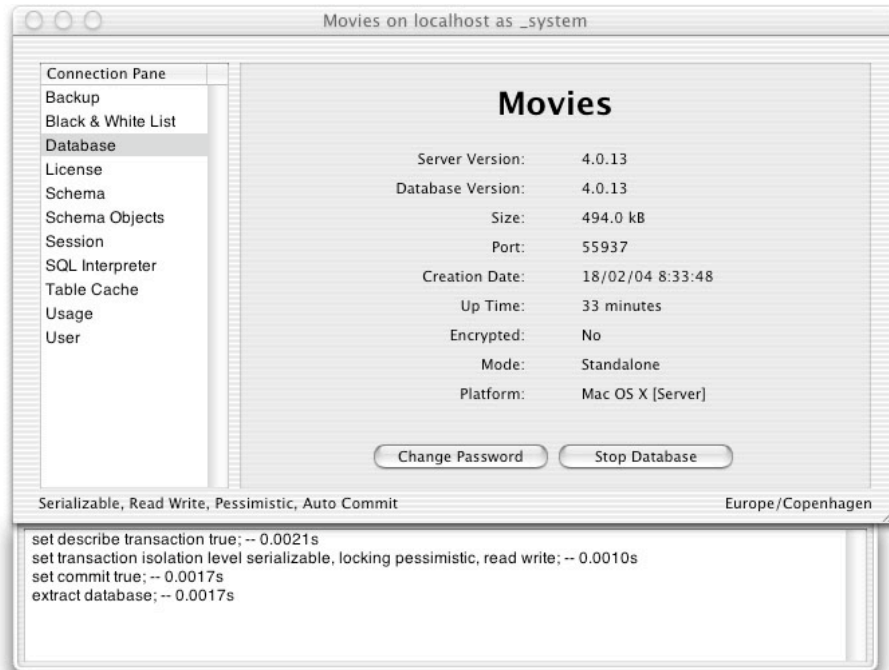 Movies on localhost as _system
Connection Pane
Backup
Black & White List
Database
License
Schema
Schema Objects
Session
SQL Interpreter
Table Cache
Usage
User
Movies
Server Version: 4.0.13
Database Version: 4.0.13
Size: 494.0 kB
Port: 55937
Creation Date: 18/02/04 8:33:48
Up Time: 33 minutes
Encrypted: No
Mode: Standalone
Platform: Mac OS X [Server]
Change Password Stop Database
Serializable, Read Write, Pessimistic, Auto Commit Europe/Copenhagen
set describe transaction true; -- 0.0021s
set transaction isolation level serializable, locking pessimistic, read write; -- 0.0010s
set commit true; -- 0.0017s
extract database; -- 0.0017s